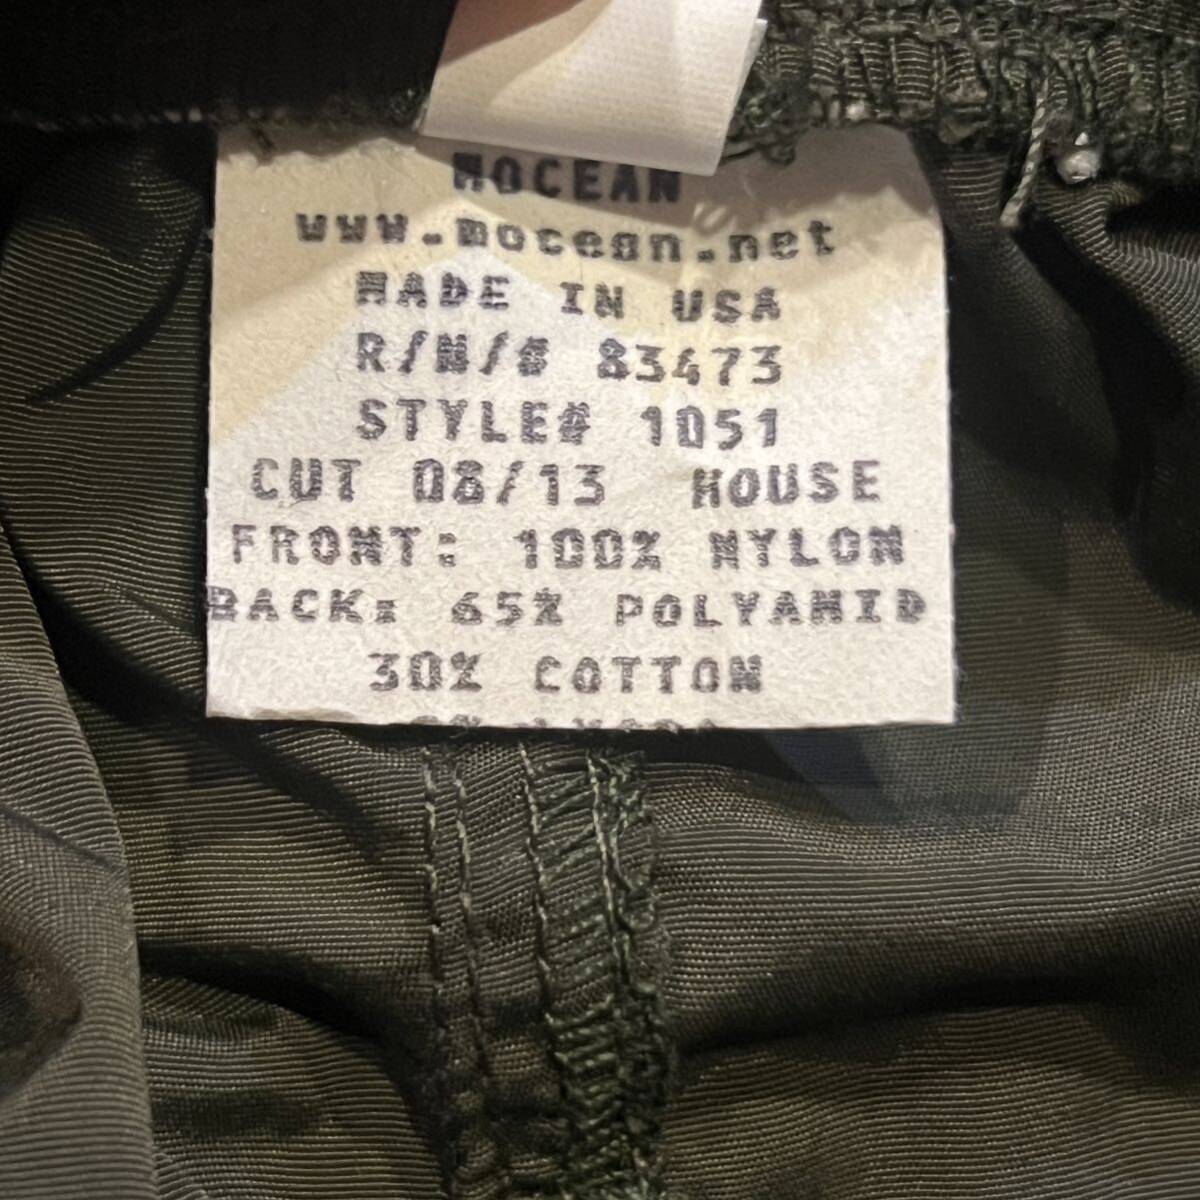 MOCEAN
www.mocean.net
MADE IN USA
R/N/# 83473
STYLE# 1051
CUT 08/13 HOUSE
FRONT: 100% NYLON
BACK: 65% POLYAMID
30% COTTON